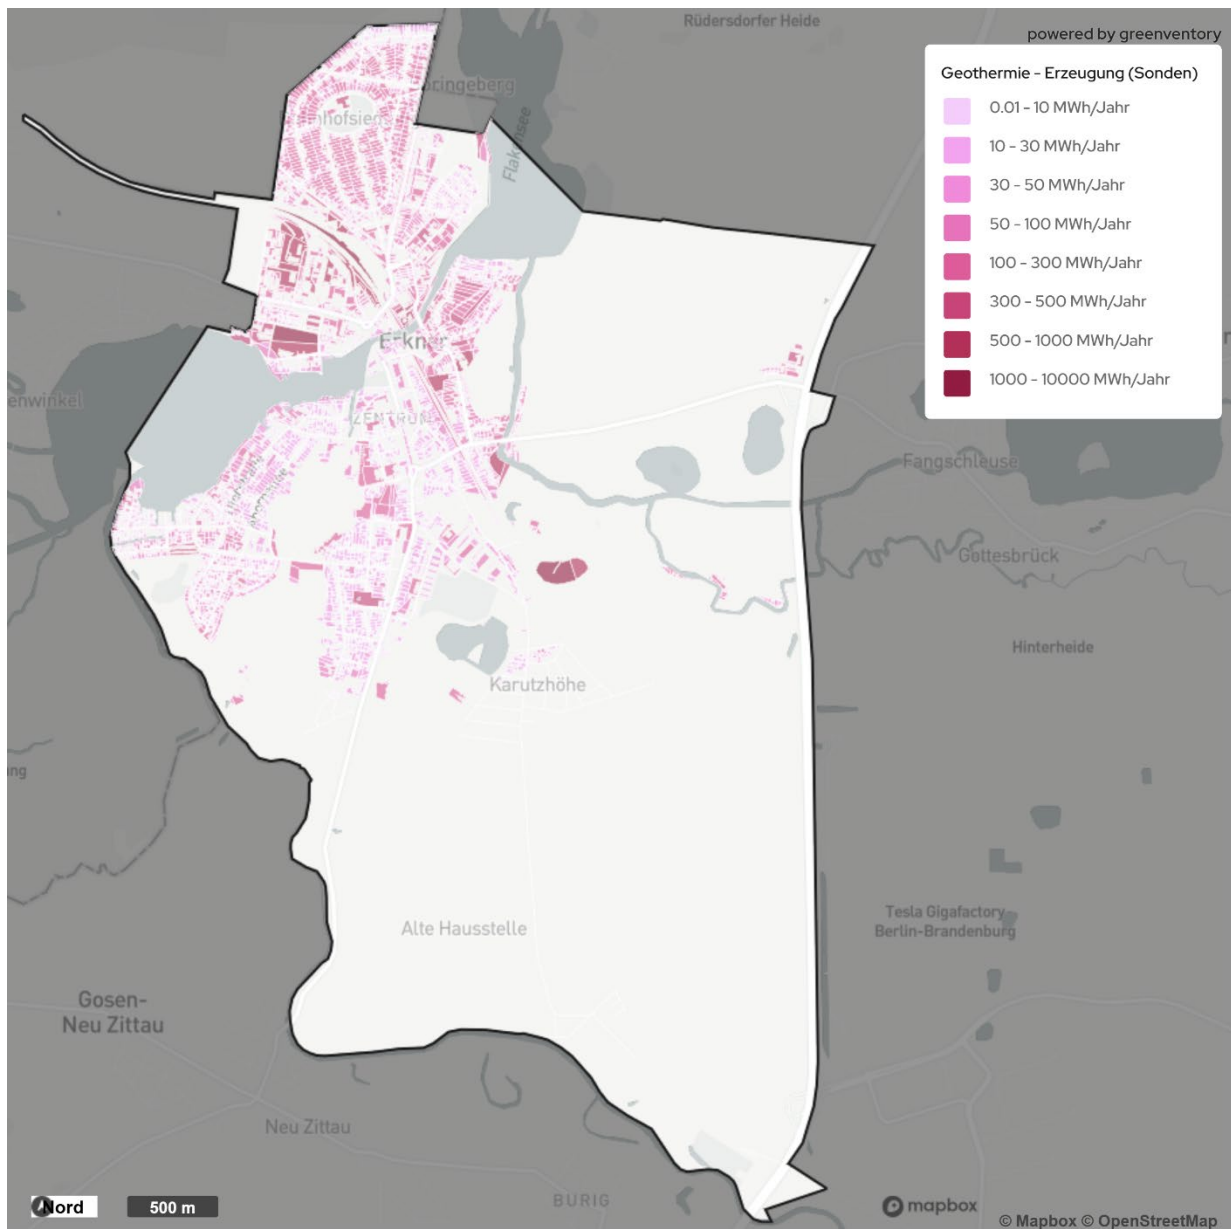 Rüdersdorfer Heide
powered by greenventory
Geothermie - Erzeugung (Sonden)
0.01 - 10 MWh/Jahr
10 - 30 MWh/Jahr
30 - 50 MWh/Jahr
50 - 100 MWh/Jahr
100 - 300 MWh/Jahr
300 - 500 MWh/Jahr
500 - 1000 MWh/Jahr
1000 - 10000 MWh/Jahr
Flakensee
Erkner
enwinkel
ZENTRUM
Fangschleuse
Gottesbrück
Hinterheide
Karutzhöhe
ng
Tesla Gigafactory
Berlin-Brandenburg
Alte Hausstelle
Gosen-
Neu Zittau
Neu Zittau
BURIG
Nord
500 m
mapbox
© Mapbox © OpenStreetMap